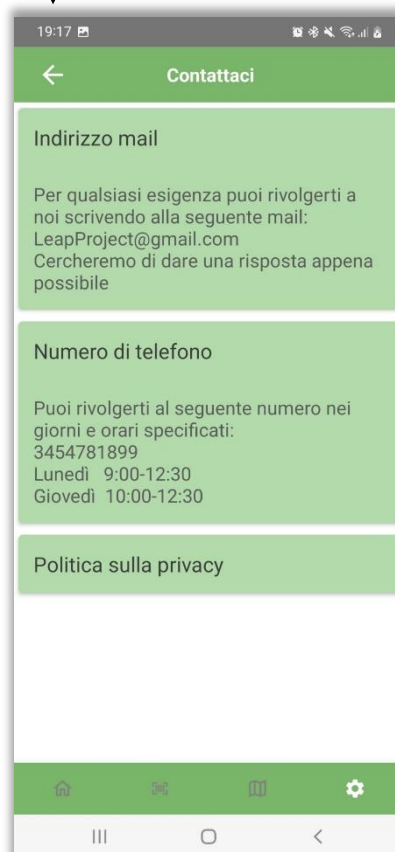 19:17
Contattaci
Indirizzo mail
Per qualsiasi esigenza puoi rivolgerti a
noi scrivendo alla seguente mail:
LeapProject@gmail.com
Cercheremo di dare una risposta appena
possibile
Numero di telefono
Puoi rivolgerti al seguente numero nei
giorni e orari specificati:
3454781899
Lunedì 9:00-12:30
Giovedì 10:00-12:30
Politica sulla privacy